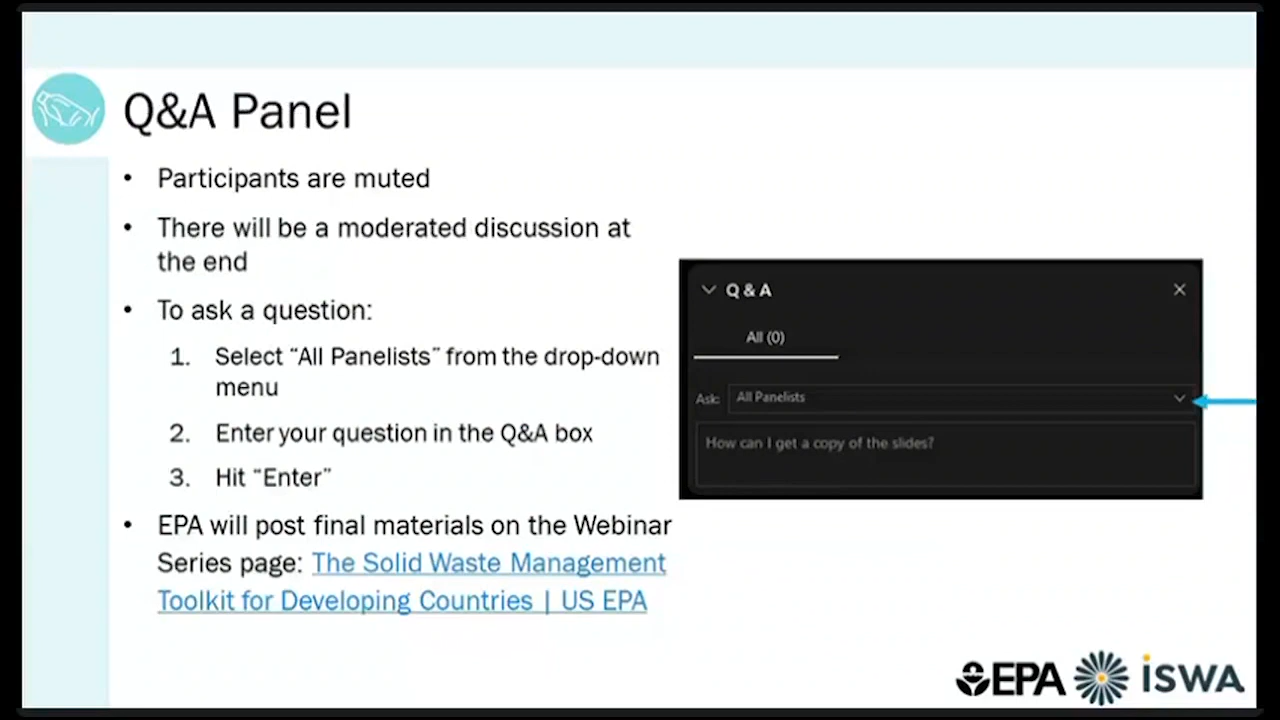 Q&A Panel
• Participants are muted
• There will be a moderated discussion at
the end
• To ask a question:
1. Select “All Panelists” from the drop-down
menu
2. Enter your question in the Q&A box
3. Hit “Enter”
• EPA will post final materials on the Webinar
Series page: The Solid Waste Management
Toolkit for Developing Countries | US EPA
Q & A
All (0)
Ask: All Panelists
How can I get a copy of the slides?
EPA iSWA